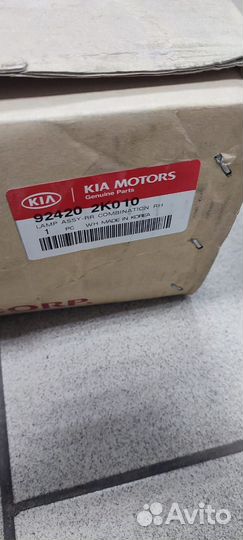 KIA
KIA MOTORS
Genuine Parts
92420 2K010
LAMP ASSY-RR COMBINATION RH
1 PC WH. MADE IN KOREA
CORP
Avito